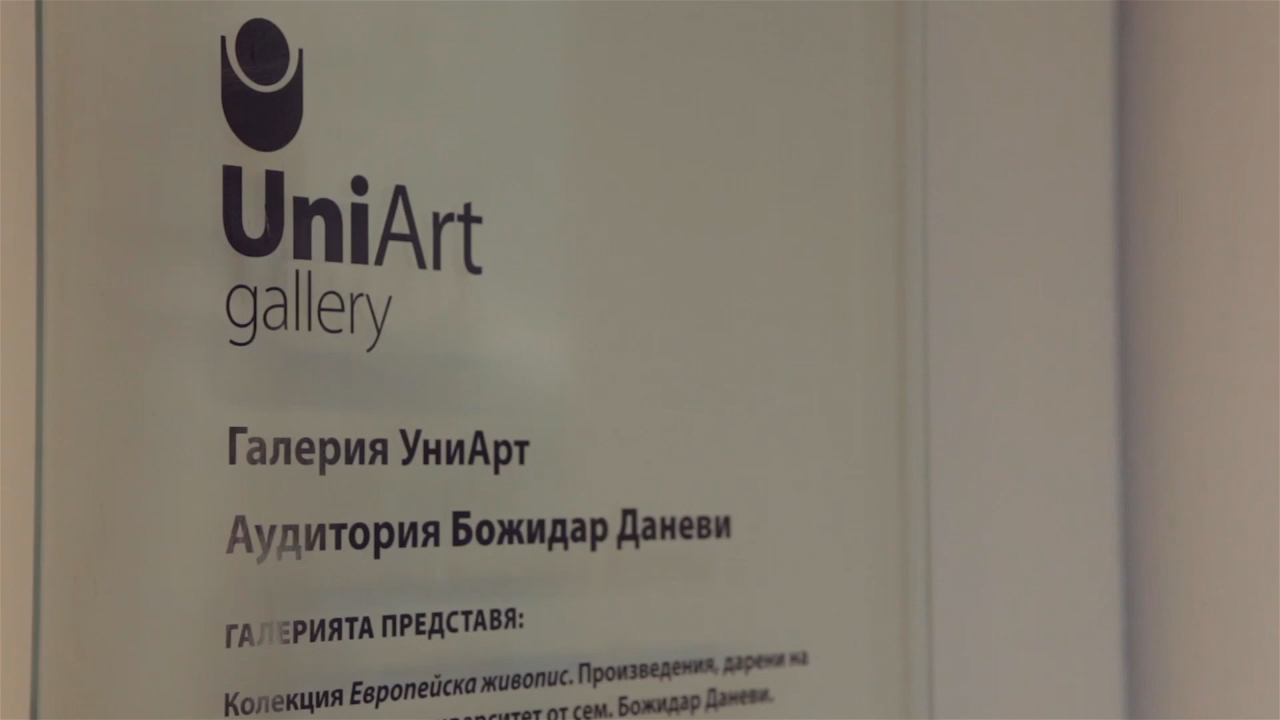 UniArt
gallery
Галерия УниАрт
Аудитория Божидар Даневи
ГАЛЕРИЯТА ПРЕДСТАВЯ:
Колекция Европейска живопис. Произведения, дарени на
от сем. Божидар Даневи.